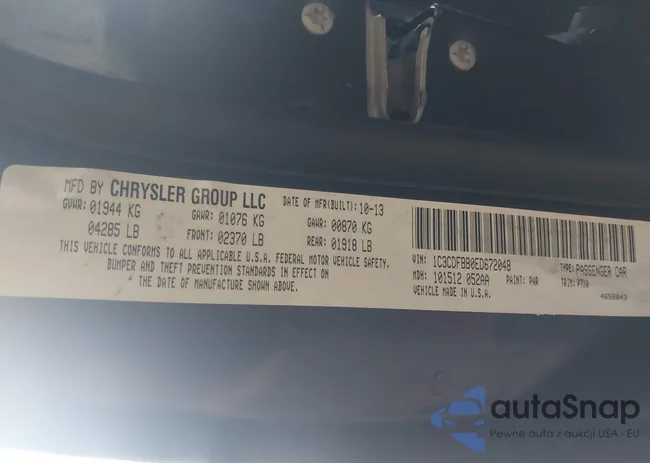 MFD BY CHRYSLER GROUP LLC DATE OF MFR(BUILT): 10-13
GVWR: 01944 KG GAWR: 01076 KG GAWR: 00870 KG
04285 LB FRONT: 02370 LB REAR: 01918 LB
THIS VEHICLE CONFORMS TO ALL APPLICABLE U.S.A. FEDERAL MOTOR VEHICLE SAFETY,
BUMPER AND THEFT PREVENTION STANDARDS IN EFFECT ON
THE DATE OF MANUFACTURE SHOWN ABOVE.
VIN: 1C3CDFBB0ED672048 TYPE: PASSENGER CAR
MDH: 101512 052AA PAINT: PAR TRIM: P7X9
VEHICLE MADE IN U.S.A. 4658843
autaSnap
Pewne auta z aukcji USA i EU